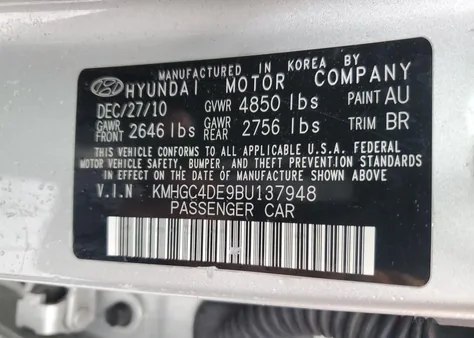 MANUFACTURED IN KOREA BY
HYUNDAI MOTOR COMPANY
DEC/27/10 GVWR 4850 lbs PAINT AU
GAWR FRONT 2646 lbs GAWR REAR 2756 lbs TRIM BR
THIS VEHICLE CONFORMS TO ALL APPLICABLE U.S.A. FEDERAL
MOTOR VEHICLE SAFETY, BUMPER, AND THEFT PREVENTION STANDARDS
IN EFFECT ON THE DATE OF MANUFACTURE SHOWN ABOVE.
V.I.N KMHGC4DE9BU137948
PASSENGER CAR